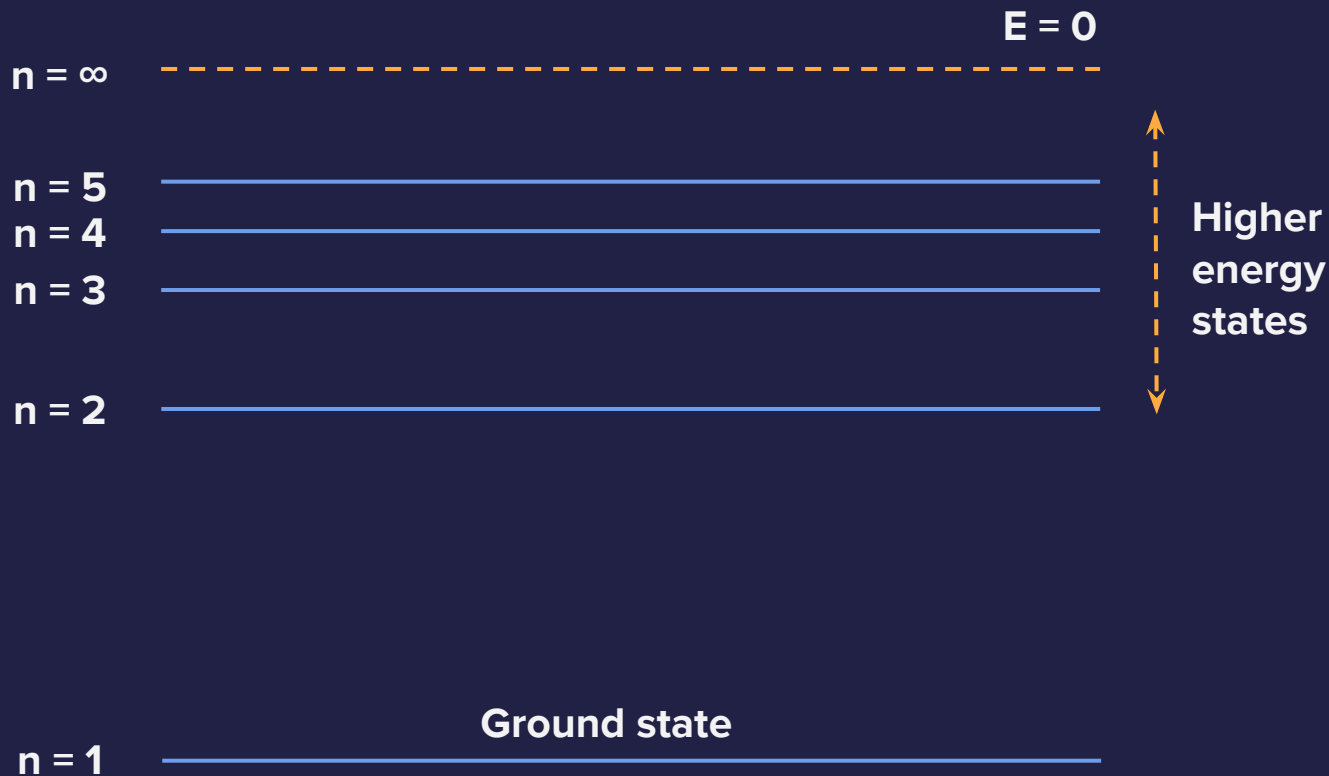 E = 0
n = ∞
n = 5
n = 4
n = 3
n = 2
Higher
energy
states
Ground state
n = 1